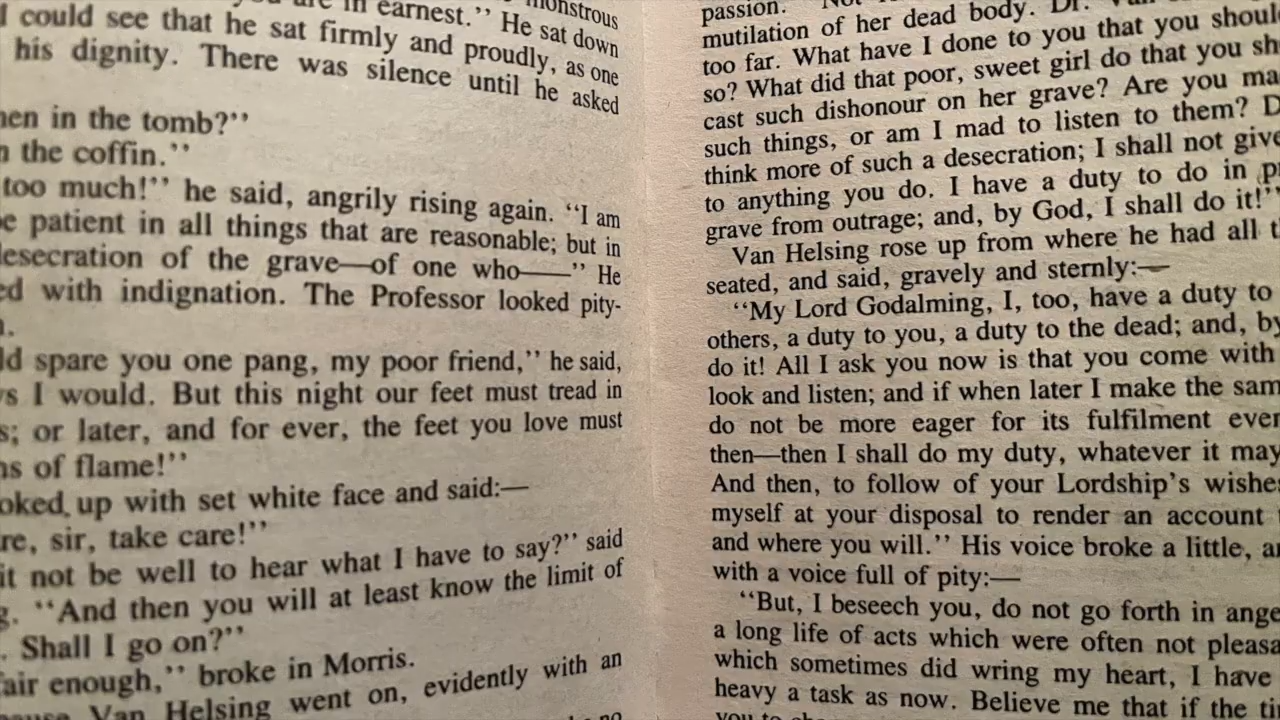 in earnest." He sat down
could see that he sat firmly and proudly, as one
his dignity. There was silence until he asked
in the tomb?"
the coffin."
too much!" he said, angrily rising again. "I am
patient in all things that are reasonable; but in
of the grave—of one who——" He
with indignation. The Professor looked pity-
spare you one pang, my poor friend," he said,
I would. But this night our feet must tread in
or later, and for ever, the feet you love must
of flame!"
up with set white face and said:—
sir, take care!"
it not be well to hear what I have to say?" said
"And then you will at least know the limit of
Shall I go on?"
enough," broke in Morris.
Van Helsing went on, evidently with an
passion.
mutilation of her dead body. Dr.
too far. What have I done to you that you
so? What did that poor, sweet girl do that you
cast such dishonour on her grave? Are you
such things, or am I mad to listen to them?
think more of such a desecration; I shall not
to anything you do. I have a duty to do in
grave from outrage; and, by God, I shall do it!"
Van Helsing rose up from where he had all
seated, and said, gravely and sternly:—
"My Lord Godalming, I, too, have a duty to
others, a duty to you, a duty to the dead; and, by
do it! All I ask you now is that you come with
look and listen; and if when later I make the
do not be more eager for its fulfilment
then—then I shall do my duty, whatever it may
And then, to follow of your Lordship's
myself at your disposal to render an account
and where you will." His voice broke a little,
with a voice full of pity:—
"But, I beseech you, do not go forth in
a long life of acts which were often not
which sometimes did wring my heart, I have
heavy a task as now. Believe me that if the